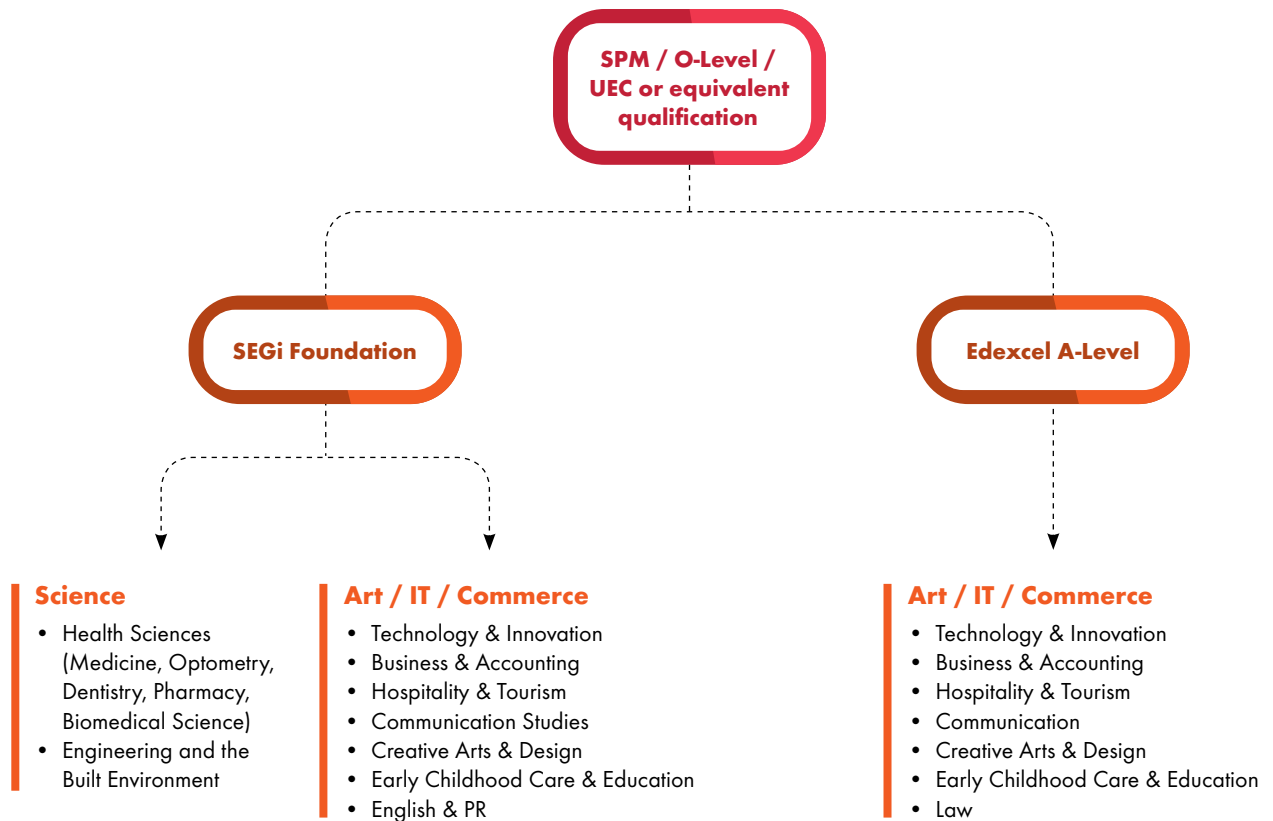 SPM / O-Level /
UEC or equivalent
qualification
SEGi Foundation
Edexcel A-Level
Science
• Health Sciences
(Medicine, Optometry,
Dentistry, Pharmacy,
Biomedical Science)
• Engineering and the
Built Environment
Art / IT / Commerce
• Technology & Innovation
• Business & Accounting
• Hospitality & Tourism
• Communication Studies
• Creative Arts & Design
• Early Childhood Care & Education
• English & PR
Art / IT / Commerce
• Technology & Innovation
• Business & Accounting
• Hospitality & Tourism
• Communication
• Creative Arts & Design
• Early Childhood Care & Education
• Law